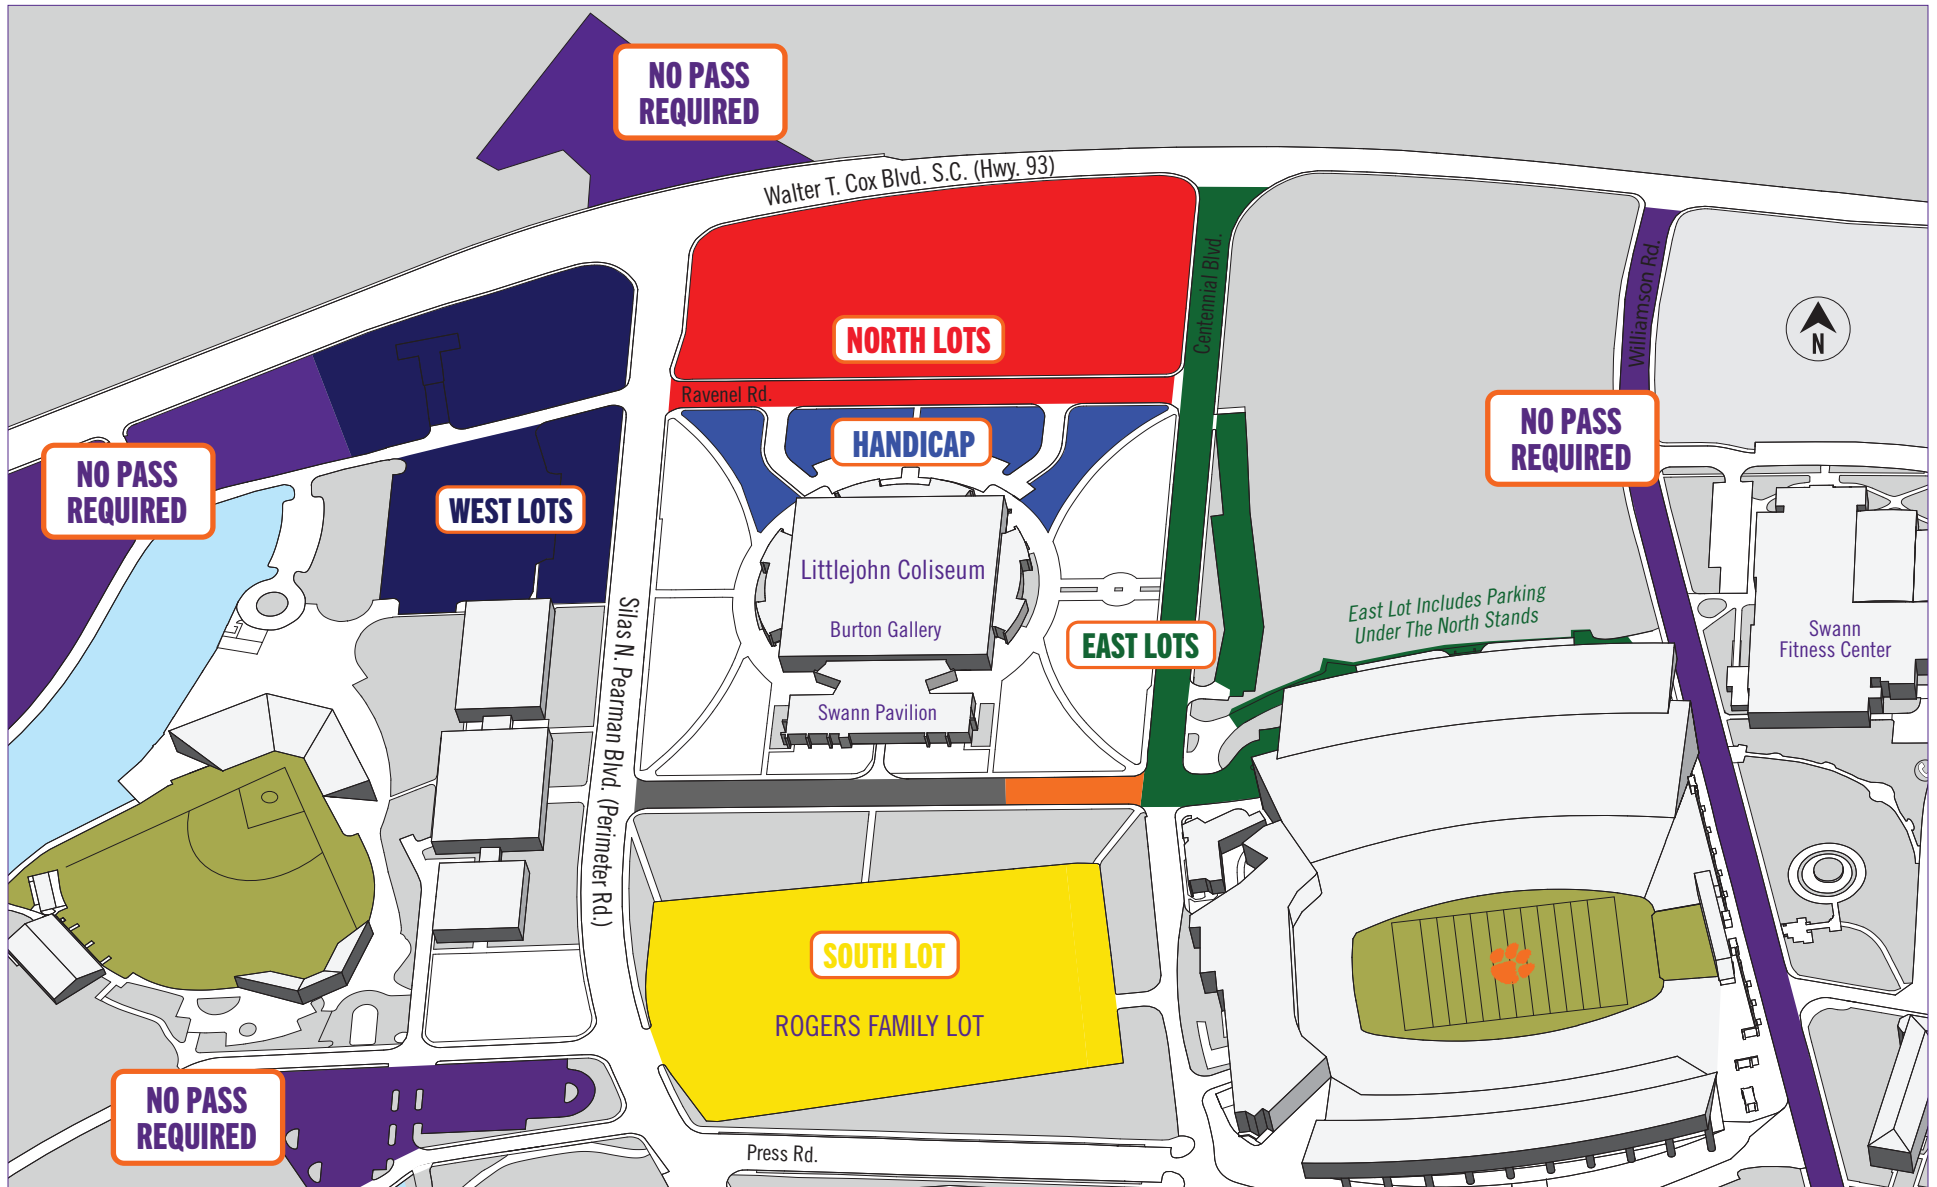 NO PASS
REQUIRED
Walter T. Cox Blvd. S.C. (Hwy. 93)
Centennial Blvd.
Williamson Rd.
N
NORTH LOTS
Ravenel Rd.
HANDICAP
NO PASS
REQUIRED
NO PASS
REQUIRED
WEST LOTS
Littlejohn Coliseum
Burton Gallery
Swann Pavilion
Silas N. Pearman Blvd. (Perimeter Rd.)
EAST LOTS
East Lot Includes Parking
Under The North Stands
Swann
Fitness Center
SOUTH LOT
ROGERS FAMILY LOT
NO PASS
REQUIRED
Press Rd.